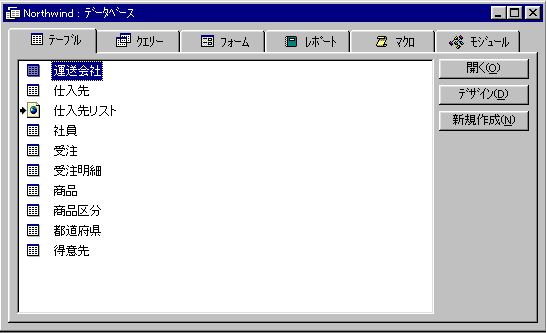 Northwind : ﾃﾞｰﾀﾍﾞｰｽ
ﾃｰﾌﾞﾙ ｸｴﾘｰ ﾌｫｰﾑ ﾚﾎﾟｰﾄ ﾏｸﾛ ﾓｼﾞｭｰﾙ
運送会社
仕入先
仕入先リスト
社員
受注
受注明細
商品
商品区分
都道府県
得意先
開く(O)
ﾃﾞｻﾞｲﾝ(D)
新規作成(N)